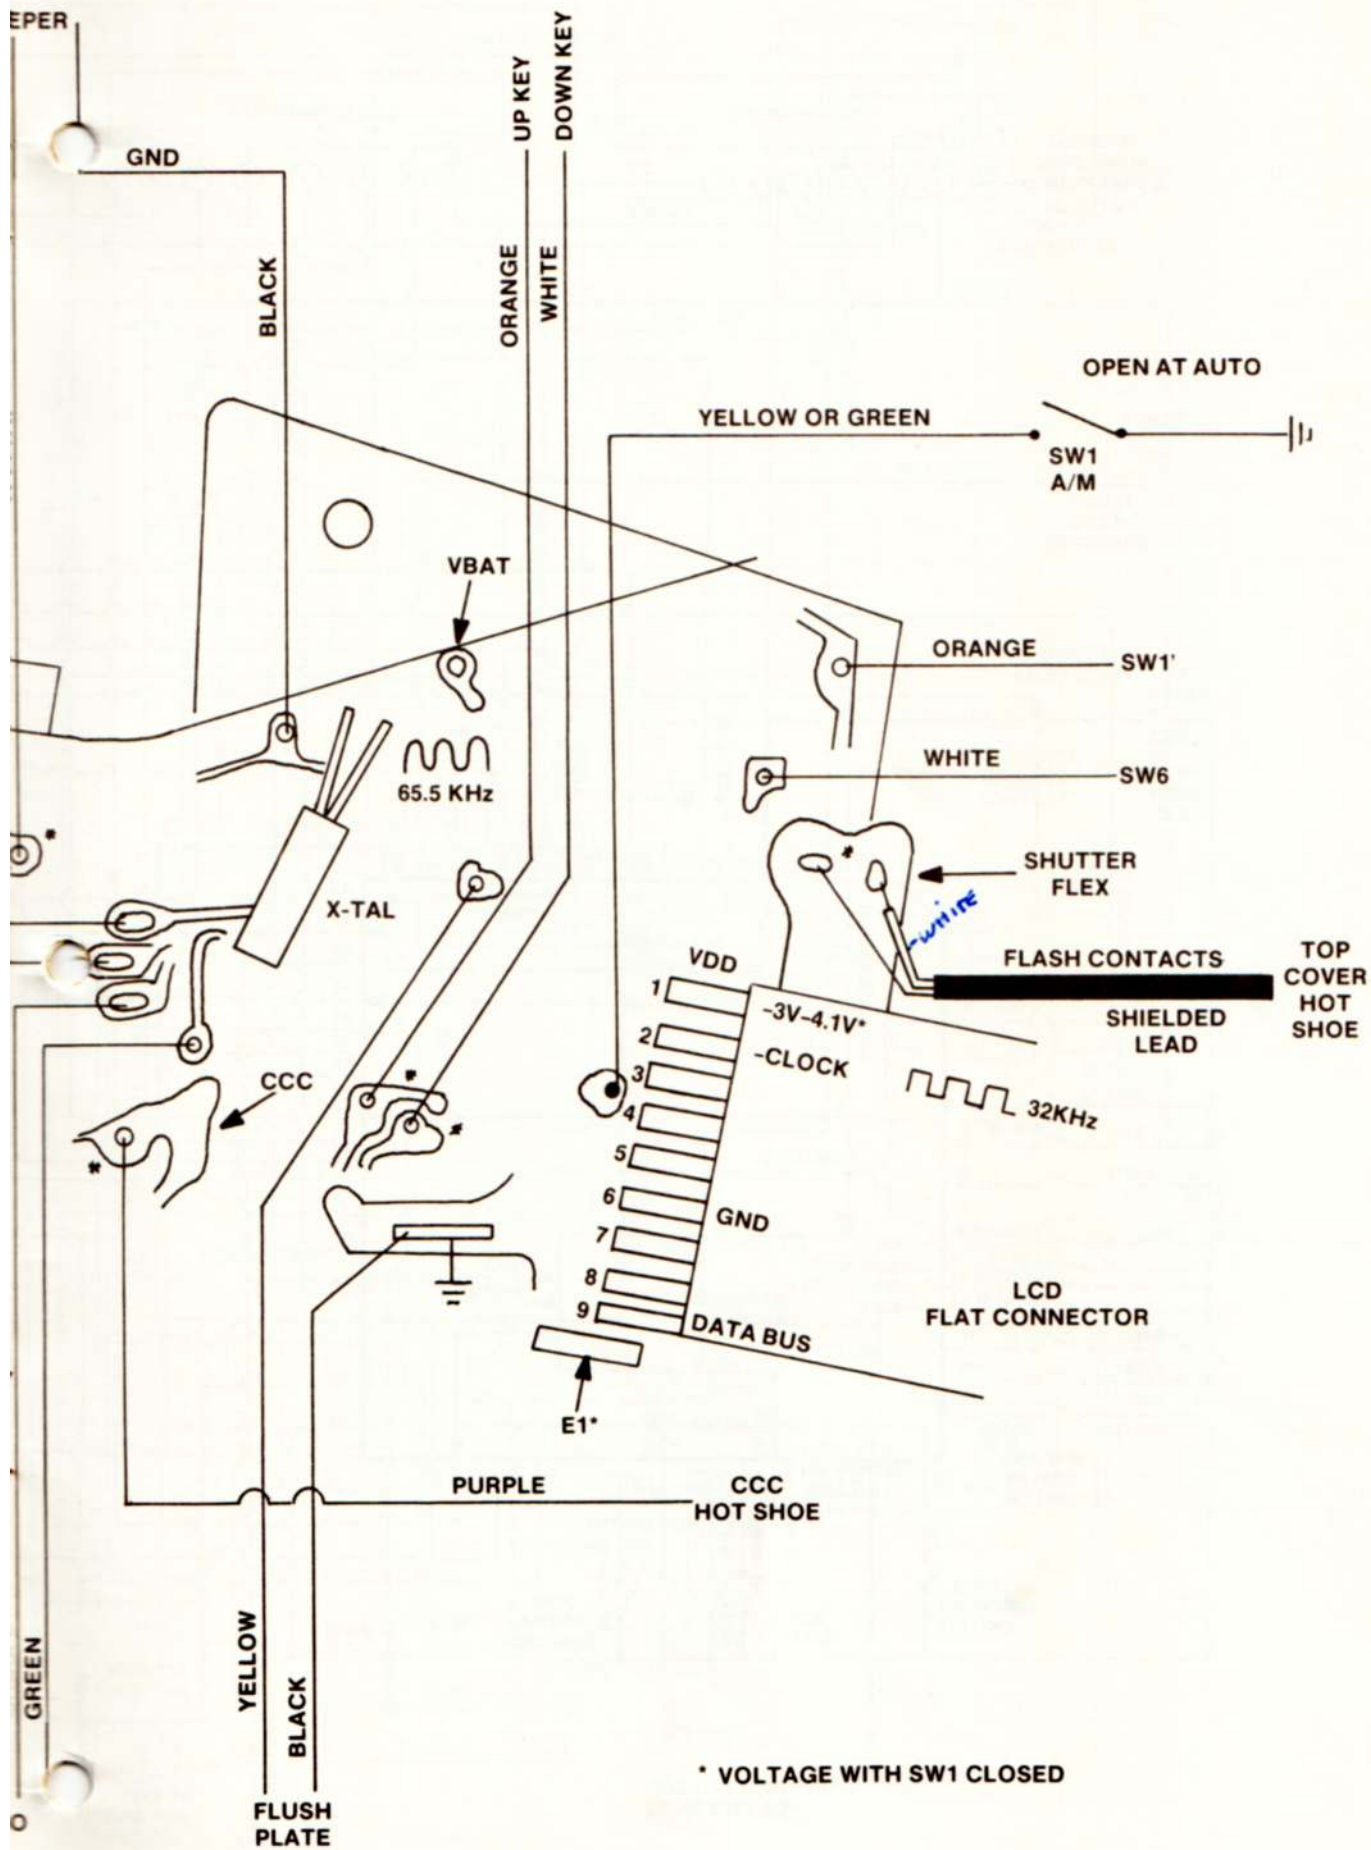 EPER
GND
BLACK
UP KEY
DOWN KEY
ORANGE
WHITE
OPEN AT AUTO
YELLOW OR GREEN
SW1
A/M
VBAT
ORANGE
SW1'
WHITE
SW6
65.5 KHz
*
X-TAL
*
SHUTTER
FLEX
-WHITE
FLASH CONTACTS
TOP
COVER
HOT
SHOE
SHIELDED
LEAD
VDD
1
-3V-4.1V*
2
-CLOCK
3
32KHz
4
5
6
GND
7
8
9
DATA BUS
CCC
*
*
*
LCD
FLAT CONNECTOR
E1*
PURPLE
CCC
HOT SHOE
GREEN
YELLOW
BLACK
* VOLTAGE WITH SW1 CLOSED
FLUSH
PLATE
O